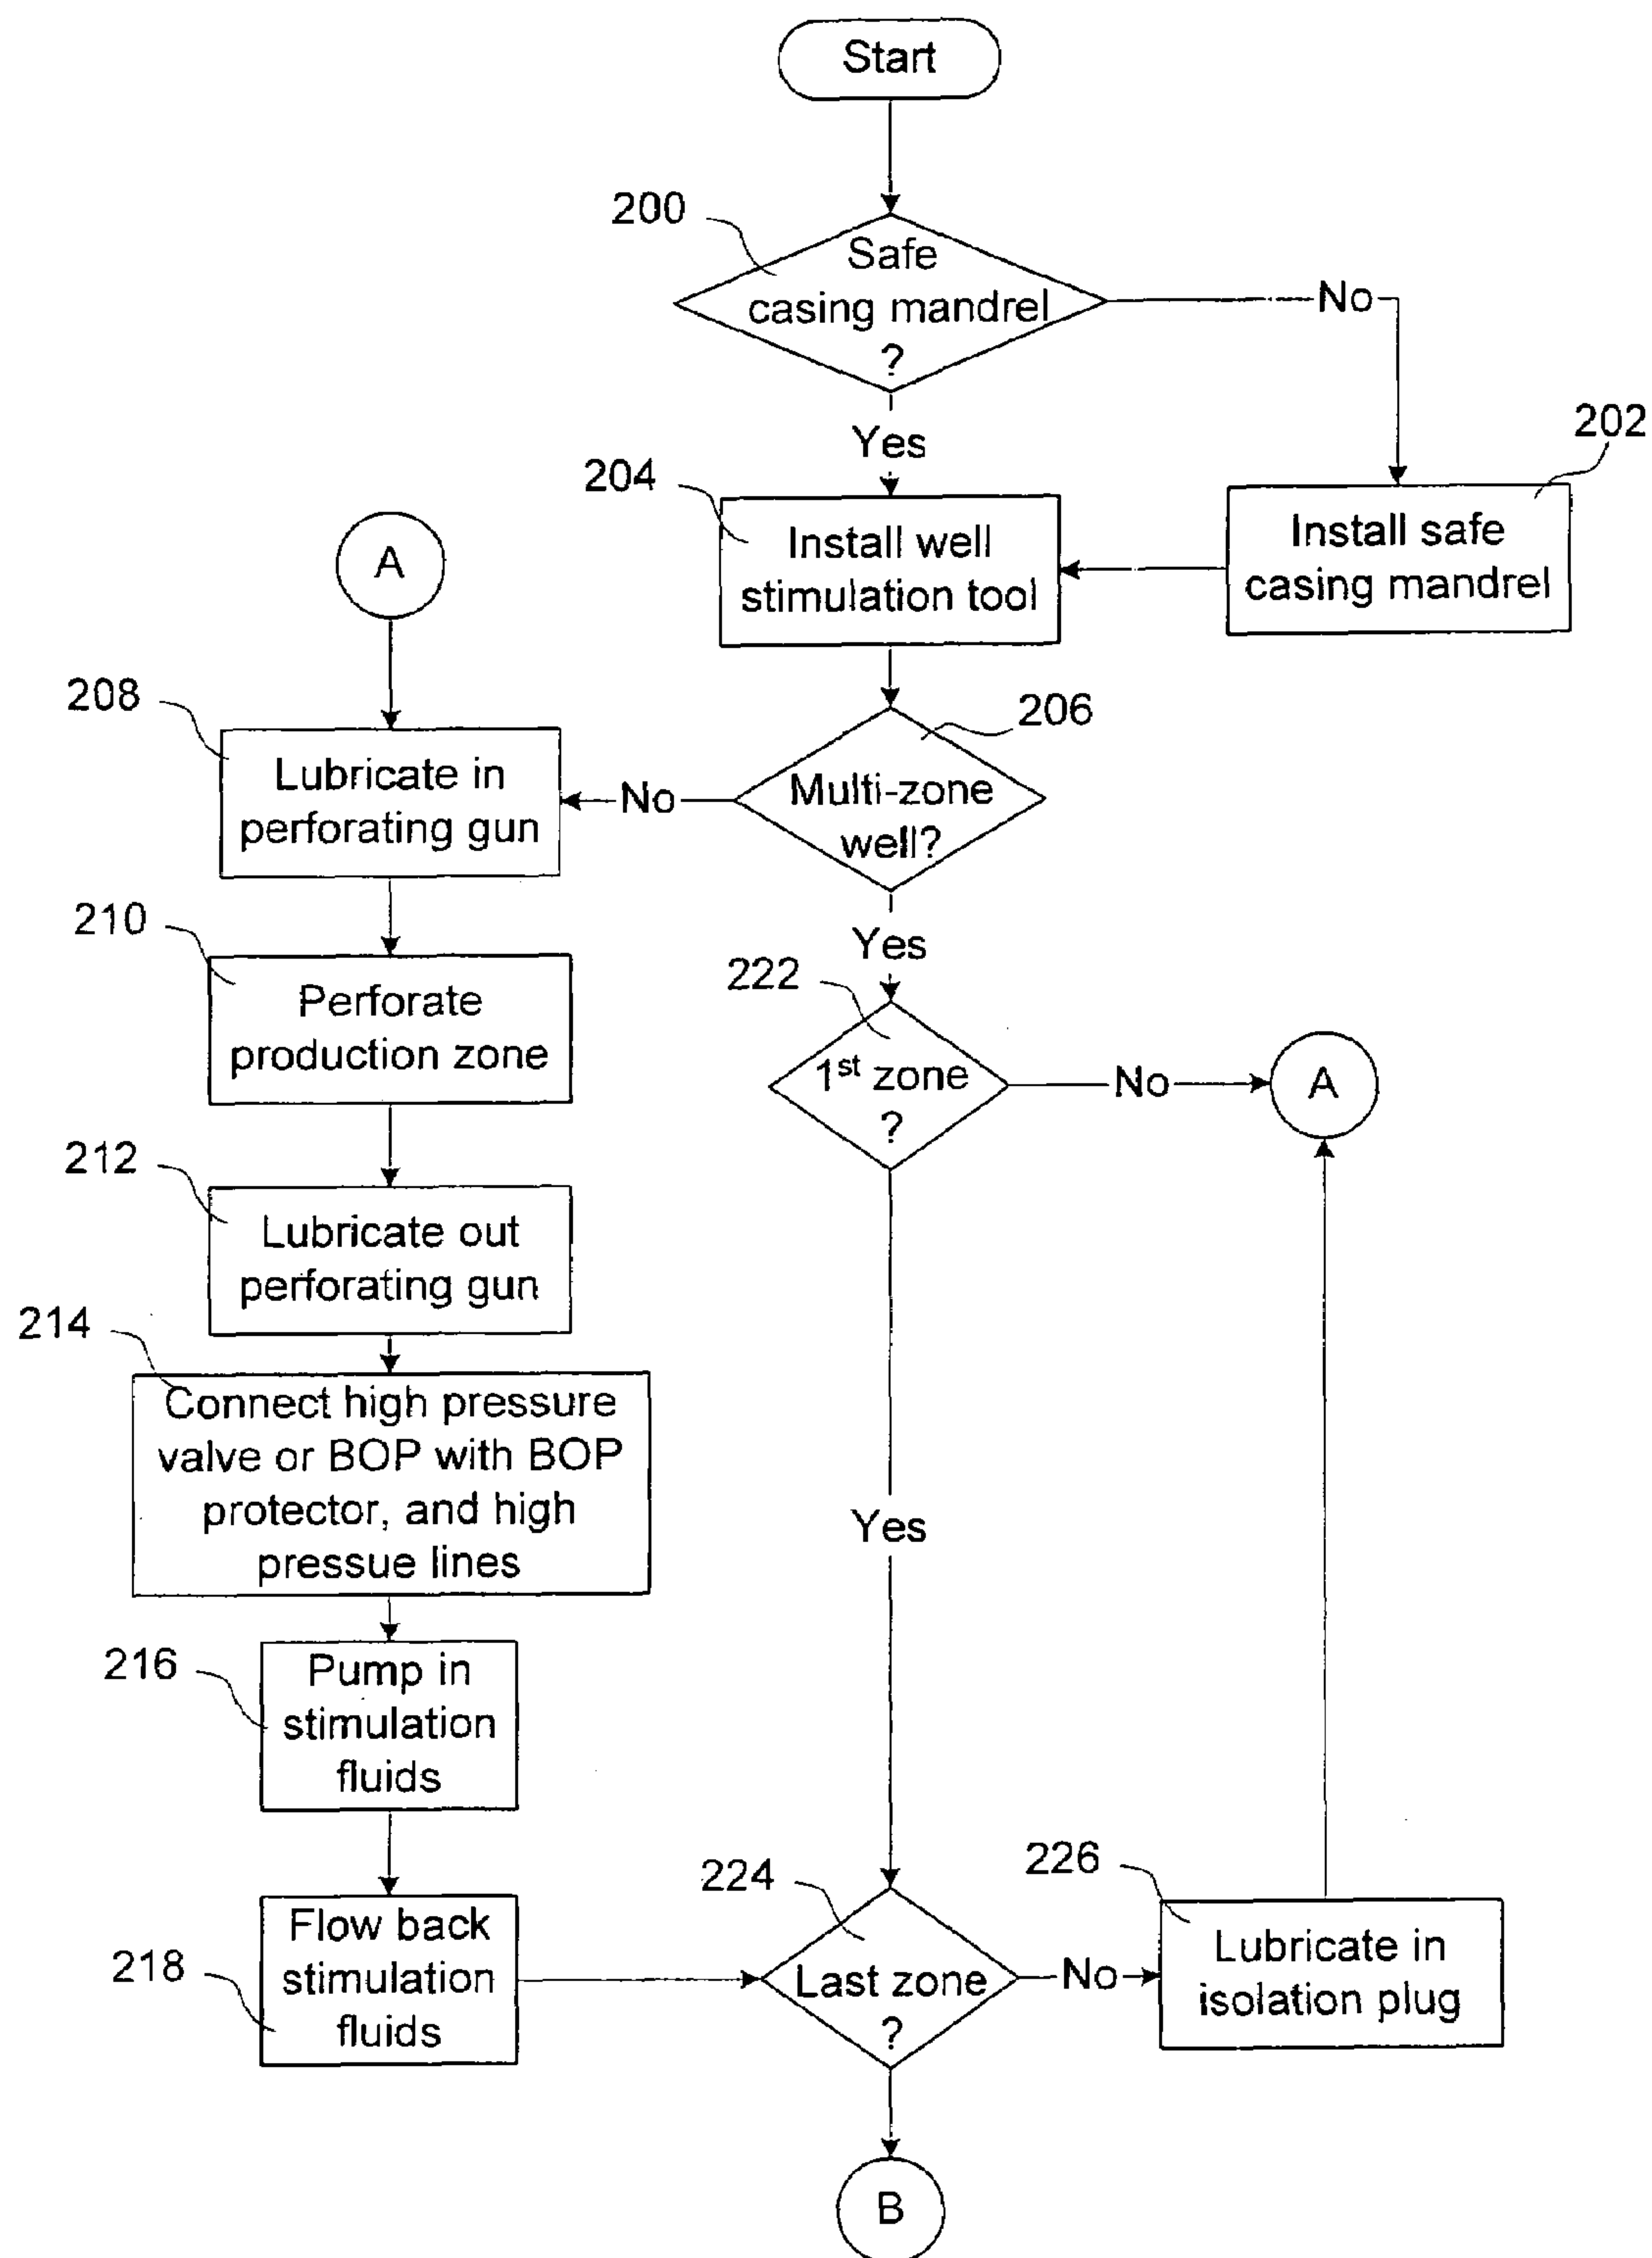 Start
200
Safe
casing mandrel
?
No
Yes
202
204
Install well
stimulation tool
Install safe
casing mandrel
A
206
208
Multi-zone
well?
No
Lubricate in
perforating gun
Yes
210
222
Perforate
production zone
1st zone
?
No
A
212
Lubricate out
perforating gun
214
Connect high pressure
valve or BOP with BOP
protector, and high
pressue lines
Yes
216
Pump in
stimulation
fluids
224
226
218
Flow back
stimulation
fluids
Last zone
?
No
Lubricate in
isolation plug
B